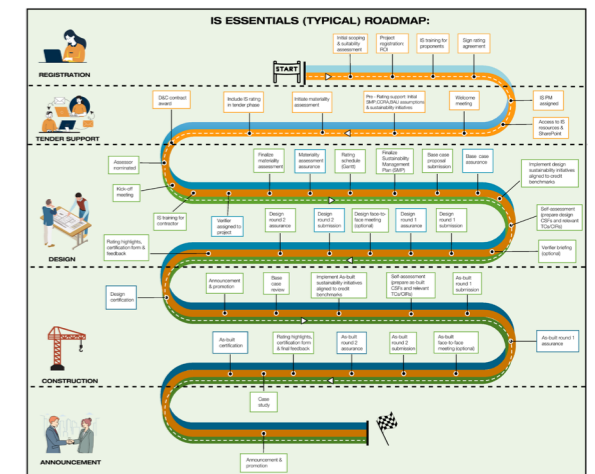 IS ESSENTIALS (TYPICAL) ROADMAP:
Initial scoping
& suitability
assessment
Project
registration:
ROI
IS training for
proponents
Sign rating
agreement
START
REGISTRATION
D&C contract
award
Include IS rating
in tender phase
Initiate materiality
assessment
Pre - Rating support: Initial
SMP,CCRA,BAU assumptions
& sustainability initiatives
Welcome
meeting
IS PM
assigned
Access to IS
resources &
SharePoint
TENDER SUPPORT
Assessor
nominated
Finalize
materiality
assessment
Materiality
assessment
assurance
Rating
schedule
(Gantt)
Finalize
Sustainability
Management
Plan (SMP)
Base case
proposal
submission
Base case
assurance
Implement design
sustainability initiatives
aligned to credit
benchmarks
Kick-off
meeting
IS training for
contractor
Verifier
assigned to
project
Design
round 2
assurance
Design
round 2
submission
Design face-to-
face meeting
(optional)
Design
round 1
assurance
Design
round 1
submission
Self-assessment
(prepare design
CSFs and relevant
TCs/CIRs)
Rating highlights,
certification form &
feedback
Verifier briefing
(optional)
DESIGN
Design
certification
Announcement
& promotion
Base
case
review
Implement As-built
sustainability initiatives
aligned to credit
benchmarks
Self-assessment
(prepare as-built
CSFs and relevant
TCs/CIRs)
As-built
round 1
submission
As-built
certification
Rating highlights,
certification form
& final feedback
As-built
round 2
assurance
As-built
CSFs round 2
submission
As-built
face-to-face
meeting (optional)
As-built round 1
assurance
CONSTRUCTION
Case
study
Announcement &
promotion
ANNOUNCEMENT